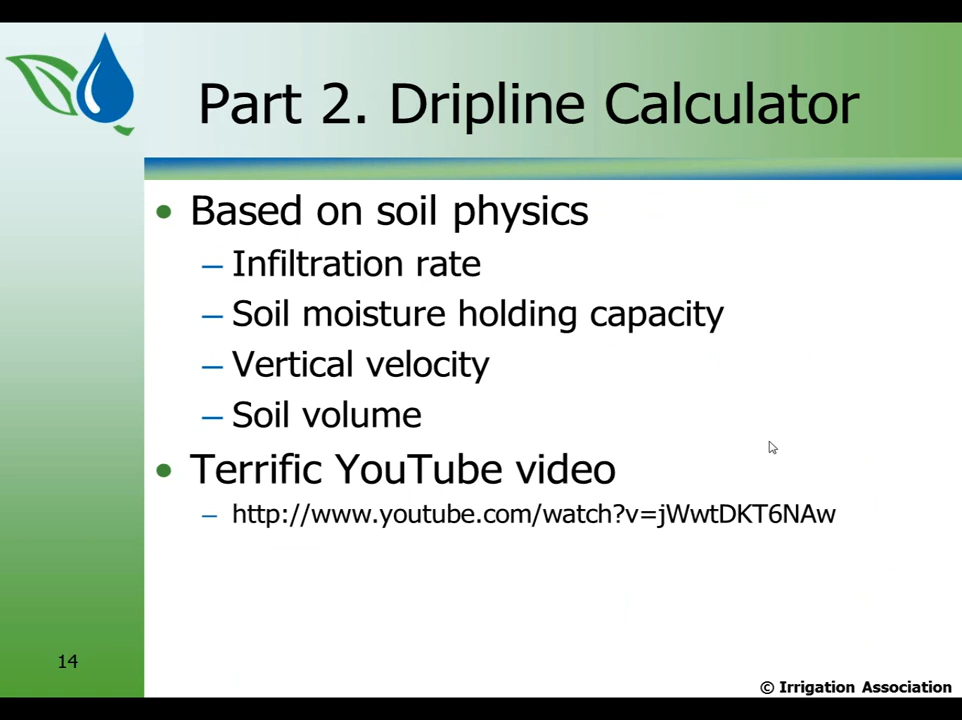 Part 2. Dripline Calculator
• Based on soil physics
– Infiltration rate
– Soil moisture holding capacity
– Vertical velocity
– Soil volume
• Terrific YouTube video
– http://www.youtube.com/watch?v=jWwtDKT6NAw
14
© Irrigation Association